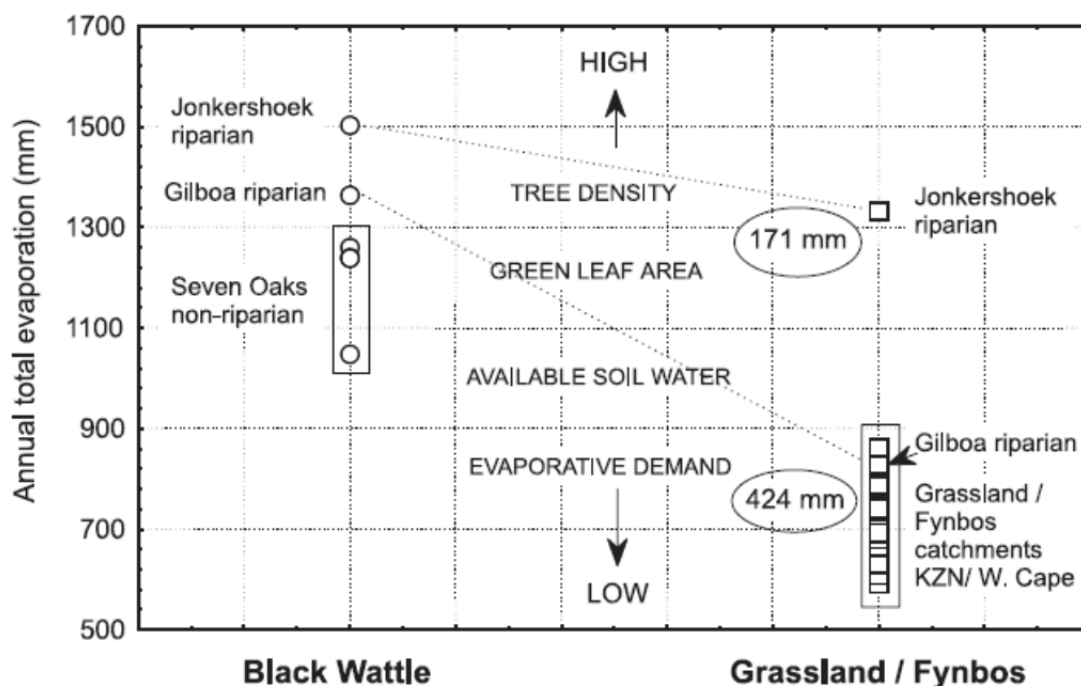 Annual total evaporation (mm)
1700
1500
1300
1100
900
700
500
Jonkershoek
riparian
Gilboa riparian
Seven Oaks
non-riparian
HIGH
TREE DENSITY
GREEN LEAF AREA
AVAILABLE SOIL WATER
EVAPORATIVE DEMAND
LOW
171 mm
424 mm
Jonkershoek
riparian
Gilboa riparian
Grassland /
Fynbos
catchments
KZN/ W. Cape
Black Wattle
Grassland / Fynbos